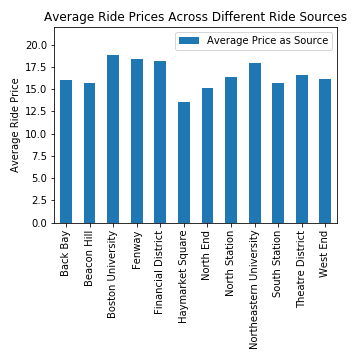 Average Ride Prices Across Different Ride Sources
Average Price as Source
Average Ride Price
20.0
17.5
15.0
12.5
10.0
7.5
5.0
2.5
0.0
Back Bay
Beacon Hill
Boston University
Fenway
Financial District
Haymarket Square
North End
North Station
Northeastern University
South Station
Theatre District
West End